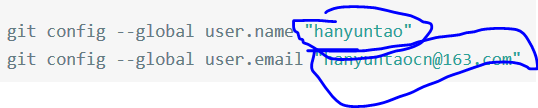 git config --global user.name "hanyuntao"
git config --global user.email "hanyuntaocn@163.com"